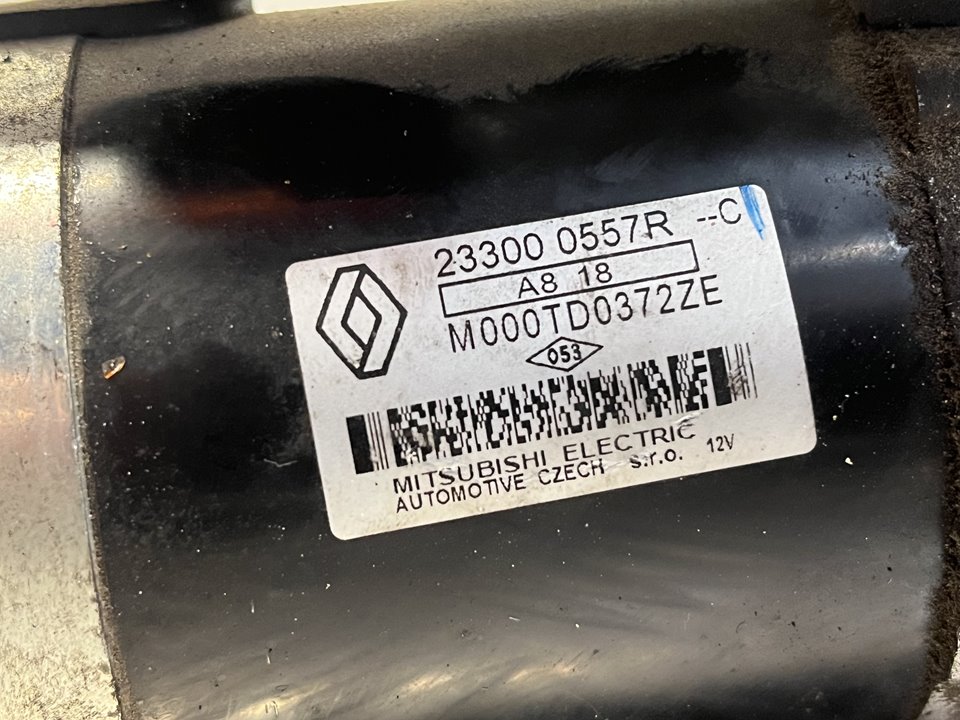 23300 0557R --C
A8 18
M000TD0372ZE
053
MITSUBISHI ELECTRIC
AUTOMOTIVE CZECH s.r.o. 12V